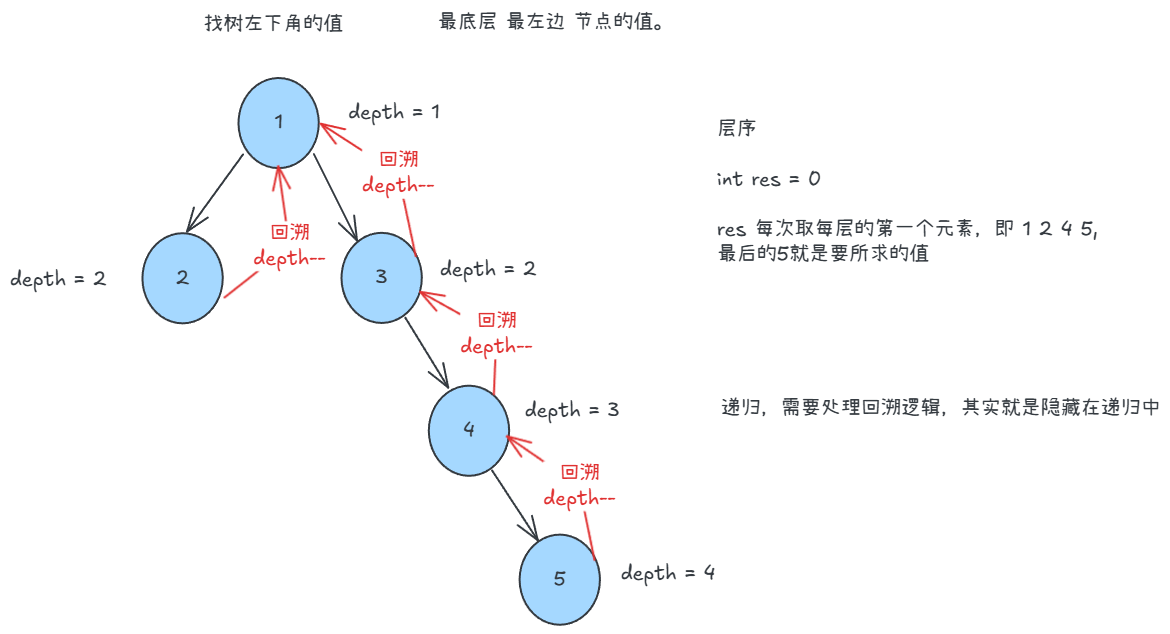 找树左下角的值
最底层 最左边 节点的值。
1
depth = 1
回溯
depth--
回溯
depth--
2
depth = 2
3
depth = 2
回溯
depth--
4
depth = 3
回溯
depth--
5
depth = 4
层序
int res = 0
res 每次取每层的第一个元素，即 1 2 4 5,
最后的5就是要所求的值
递归，需要处理回溯逻辑，其实就是隐藏在递归中